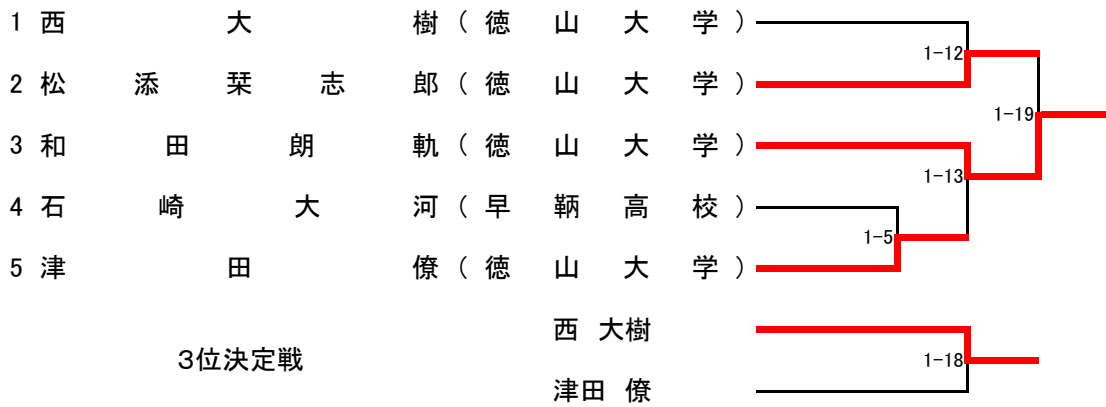 1 西大樹(徳山大学)
1-12
2 松添栞志郎(徳山大学)
1-19
3 和田朗軌(徳山大学)
1-13
4 石崎大河(早鞆高校)
1-5
5 津田僚(徳山大学)
西 大樹
3位決定戦
1-18
津田 僚